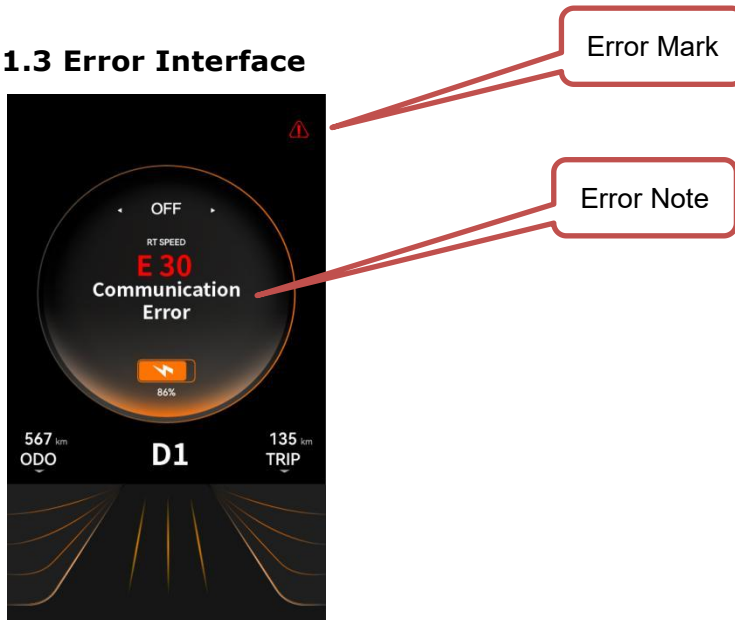 Error Mark
1.3 Error Interface
Error Note
OFF
RT SPEED
E 30
Communication
Error
86%
567 km
ODO
D1
135 km
TRIP